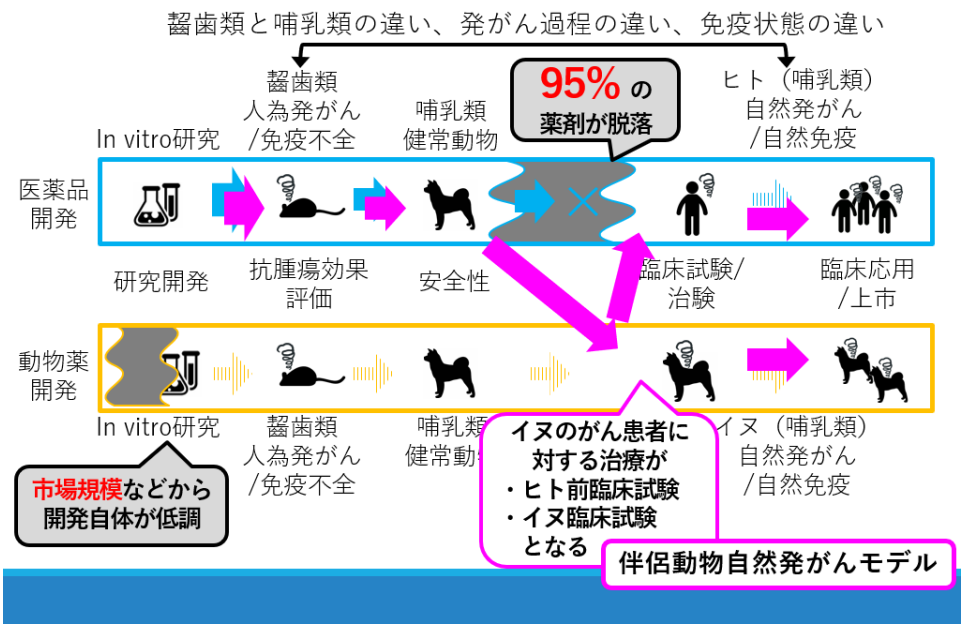 齧歯類と哺乳類の違い、発がん過程の違い、免疫状態の違い
齧歯類
人為発がん
/免疫不全
哺乳類
健常動物
95% の
薬剤が脱落
ヒト（哺乳類）
自然発がん
/自然免疫
In vitro研究
医薬品
開発
研究開発
抗腫瘍効果
評価
安全性
臨床試験/
治験
臨床応用
/上市
動物薬
開発
In vitro研究
齧歯類
人為発がん
/免疫不全
哺乳類
健常動
イヌ（哺乳類）
自然発がん
/自然免疫
市場規模などから
開発自体が低調
イヌのがん患者に
対する治療が
・ヒト前臨床試験
・イヌ臨床試験
となる
伴侶動物自然発がんモデル